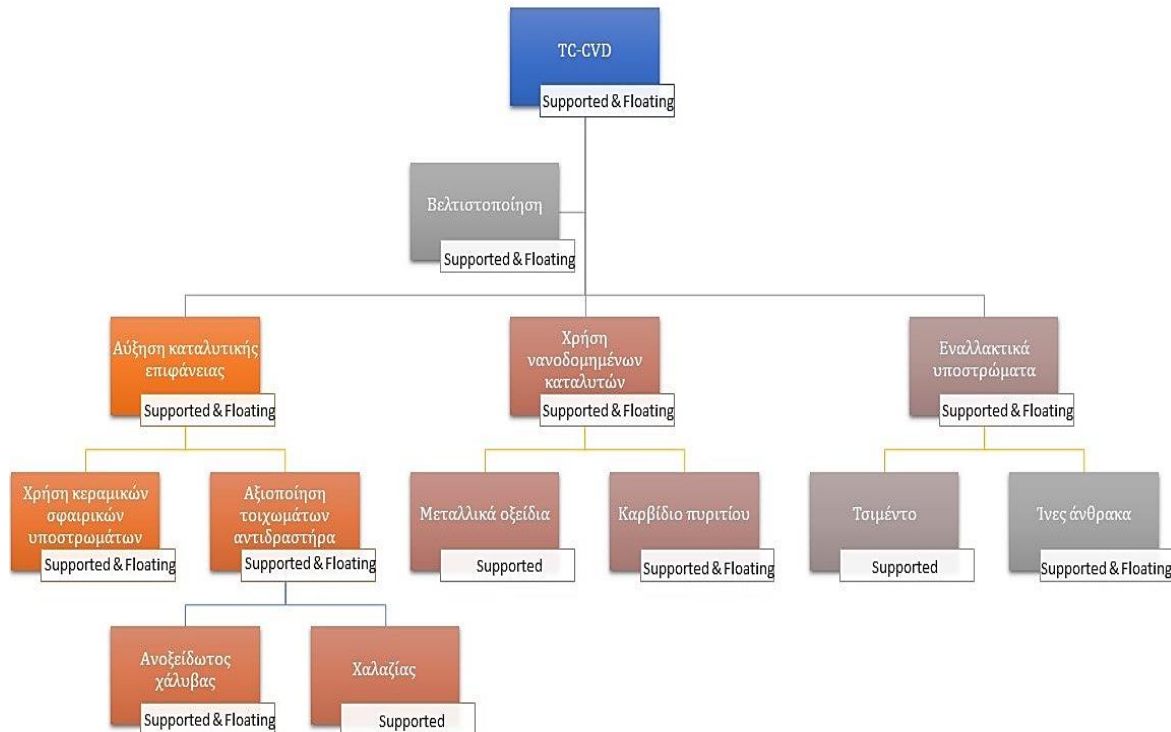 TC-CVD
Supported & Floating
Βελτιστοποίηση
Supported & Floating
Αύξηση καταλυτικής
επιφάνειας
Supported & Floating
Χρήση
νανοδομημένων
καταλυτών
Supported & Floating
Εναλλακτικά
υποστρώματα
Supported & Floating
Χρήση κεραμικών
σφαιρικών
υποστρωμάτων
Supported & Floating
Αξιοποίηση
τοιχωμάτων
αντιδραστήρα
Supported & Floating
Μεταλλικά οξείδια
Supported
Καρβίδιο πυριτίου
Supported & Floating
Τσιμέντο
Supported
Ίνες άνθρακα
Supported & Floating
Ανοξείδωτος
χάλυβας
Supported & Floating
Χαλαζίας
Supported